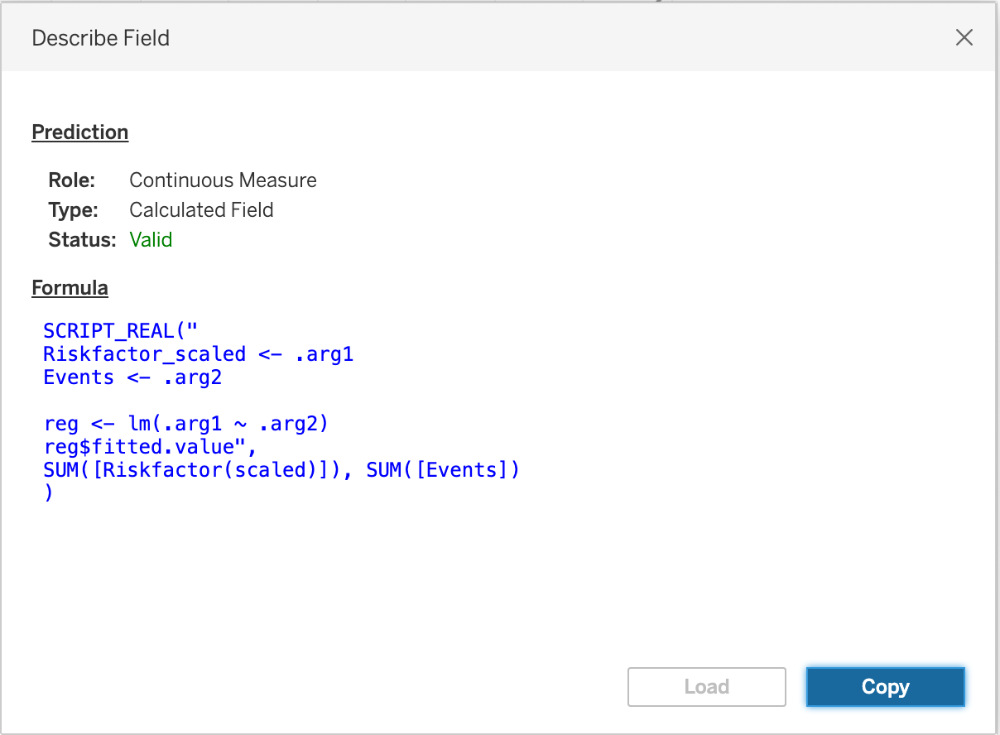 Describe Field
Prediction
Role: Continuous Measure
Type: Calculated Field
Status: Valid
Formula
SCRIPT_REAL("
Riskfactor_scaled <- .arg1
Events <- .arg2
reg <- lm(.arg1 ~ .arg2)
reg$fitted.value",
SUM([Riskfactor(scaled)]), SUM([Events])
)
Load Copy